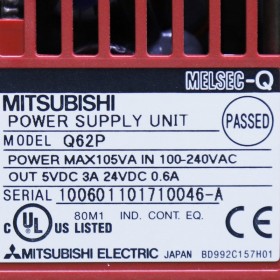 MELSEC-Q
MITSUBISHI
POWER SUPPLY UNIT
PASSED
MODEL Q62P
POWER MAX105VA IN 100-240VAC
OUT 5VDC 3A 24VDC 0.6A
SERIAL 100601101710046-A
C UL US LISTED
80M1 IND. CONT. EQ.
MITSUBISHI ELECTRIC JAPAN BD992C157H01